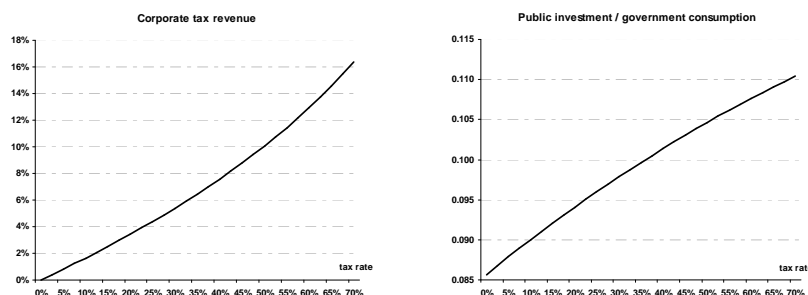 Corporate tax revenue
18%
16%
14%
12%
10%
8%
6%
4%
2%
0%
tax rate
0% 5% 10% 15% 20% 25% 30% 35% 40% 45% 50% 55% 60% 65% 70%
Public investment / government consumption
0.115
0.110
0.105
0.100
0.095
0.090
0.085
tax rat
0% 5% 10% 15% 20% 25% 30% 35% 40% 45% 50% 55% 60% 65% 70%